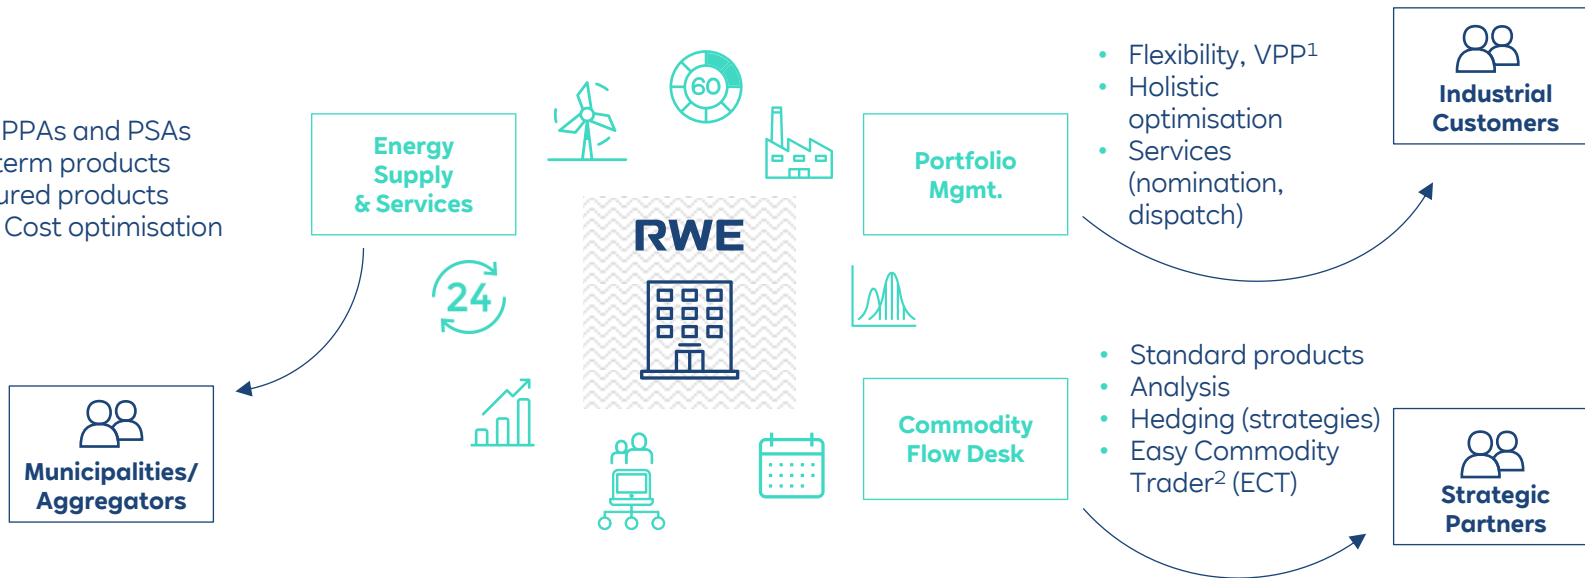 PPAs and PSAs
term products
ured products
Cost optimisation
Energy
Supply
& Services
60
24
RWE
Municipalities/
Aggregators
Portfolio
Mgmt.
• Flexibility, VPP¹
• Holistic
optimisation
• Services
(nomination,
dispatch)
Industrial
Customers
Commodity
Flow Desk
• Standard products
• Analysis
• Hedging (strategies)
• Easy Commodity
Trader² (ECT)
Strategic
Partners